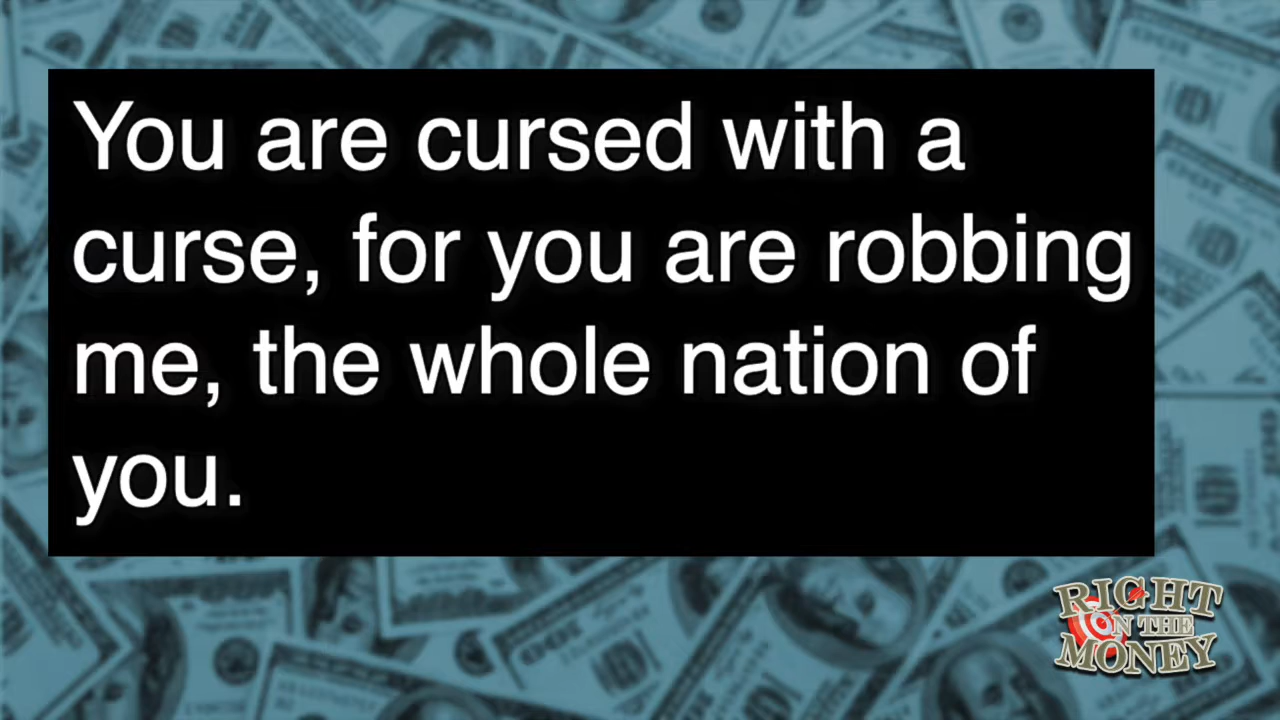 You are cursed with a
curse, for you are robbing
me, the whole nation of
you.
RIGHT
ON THE
MONEY